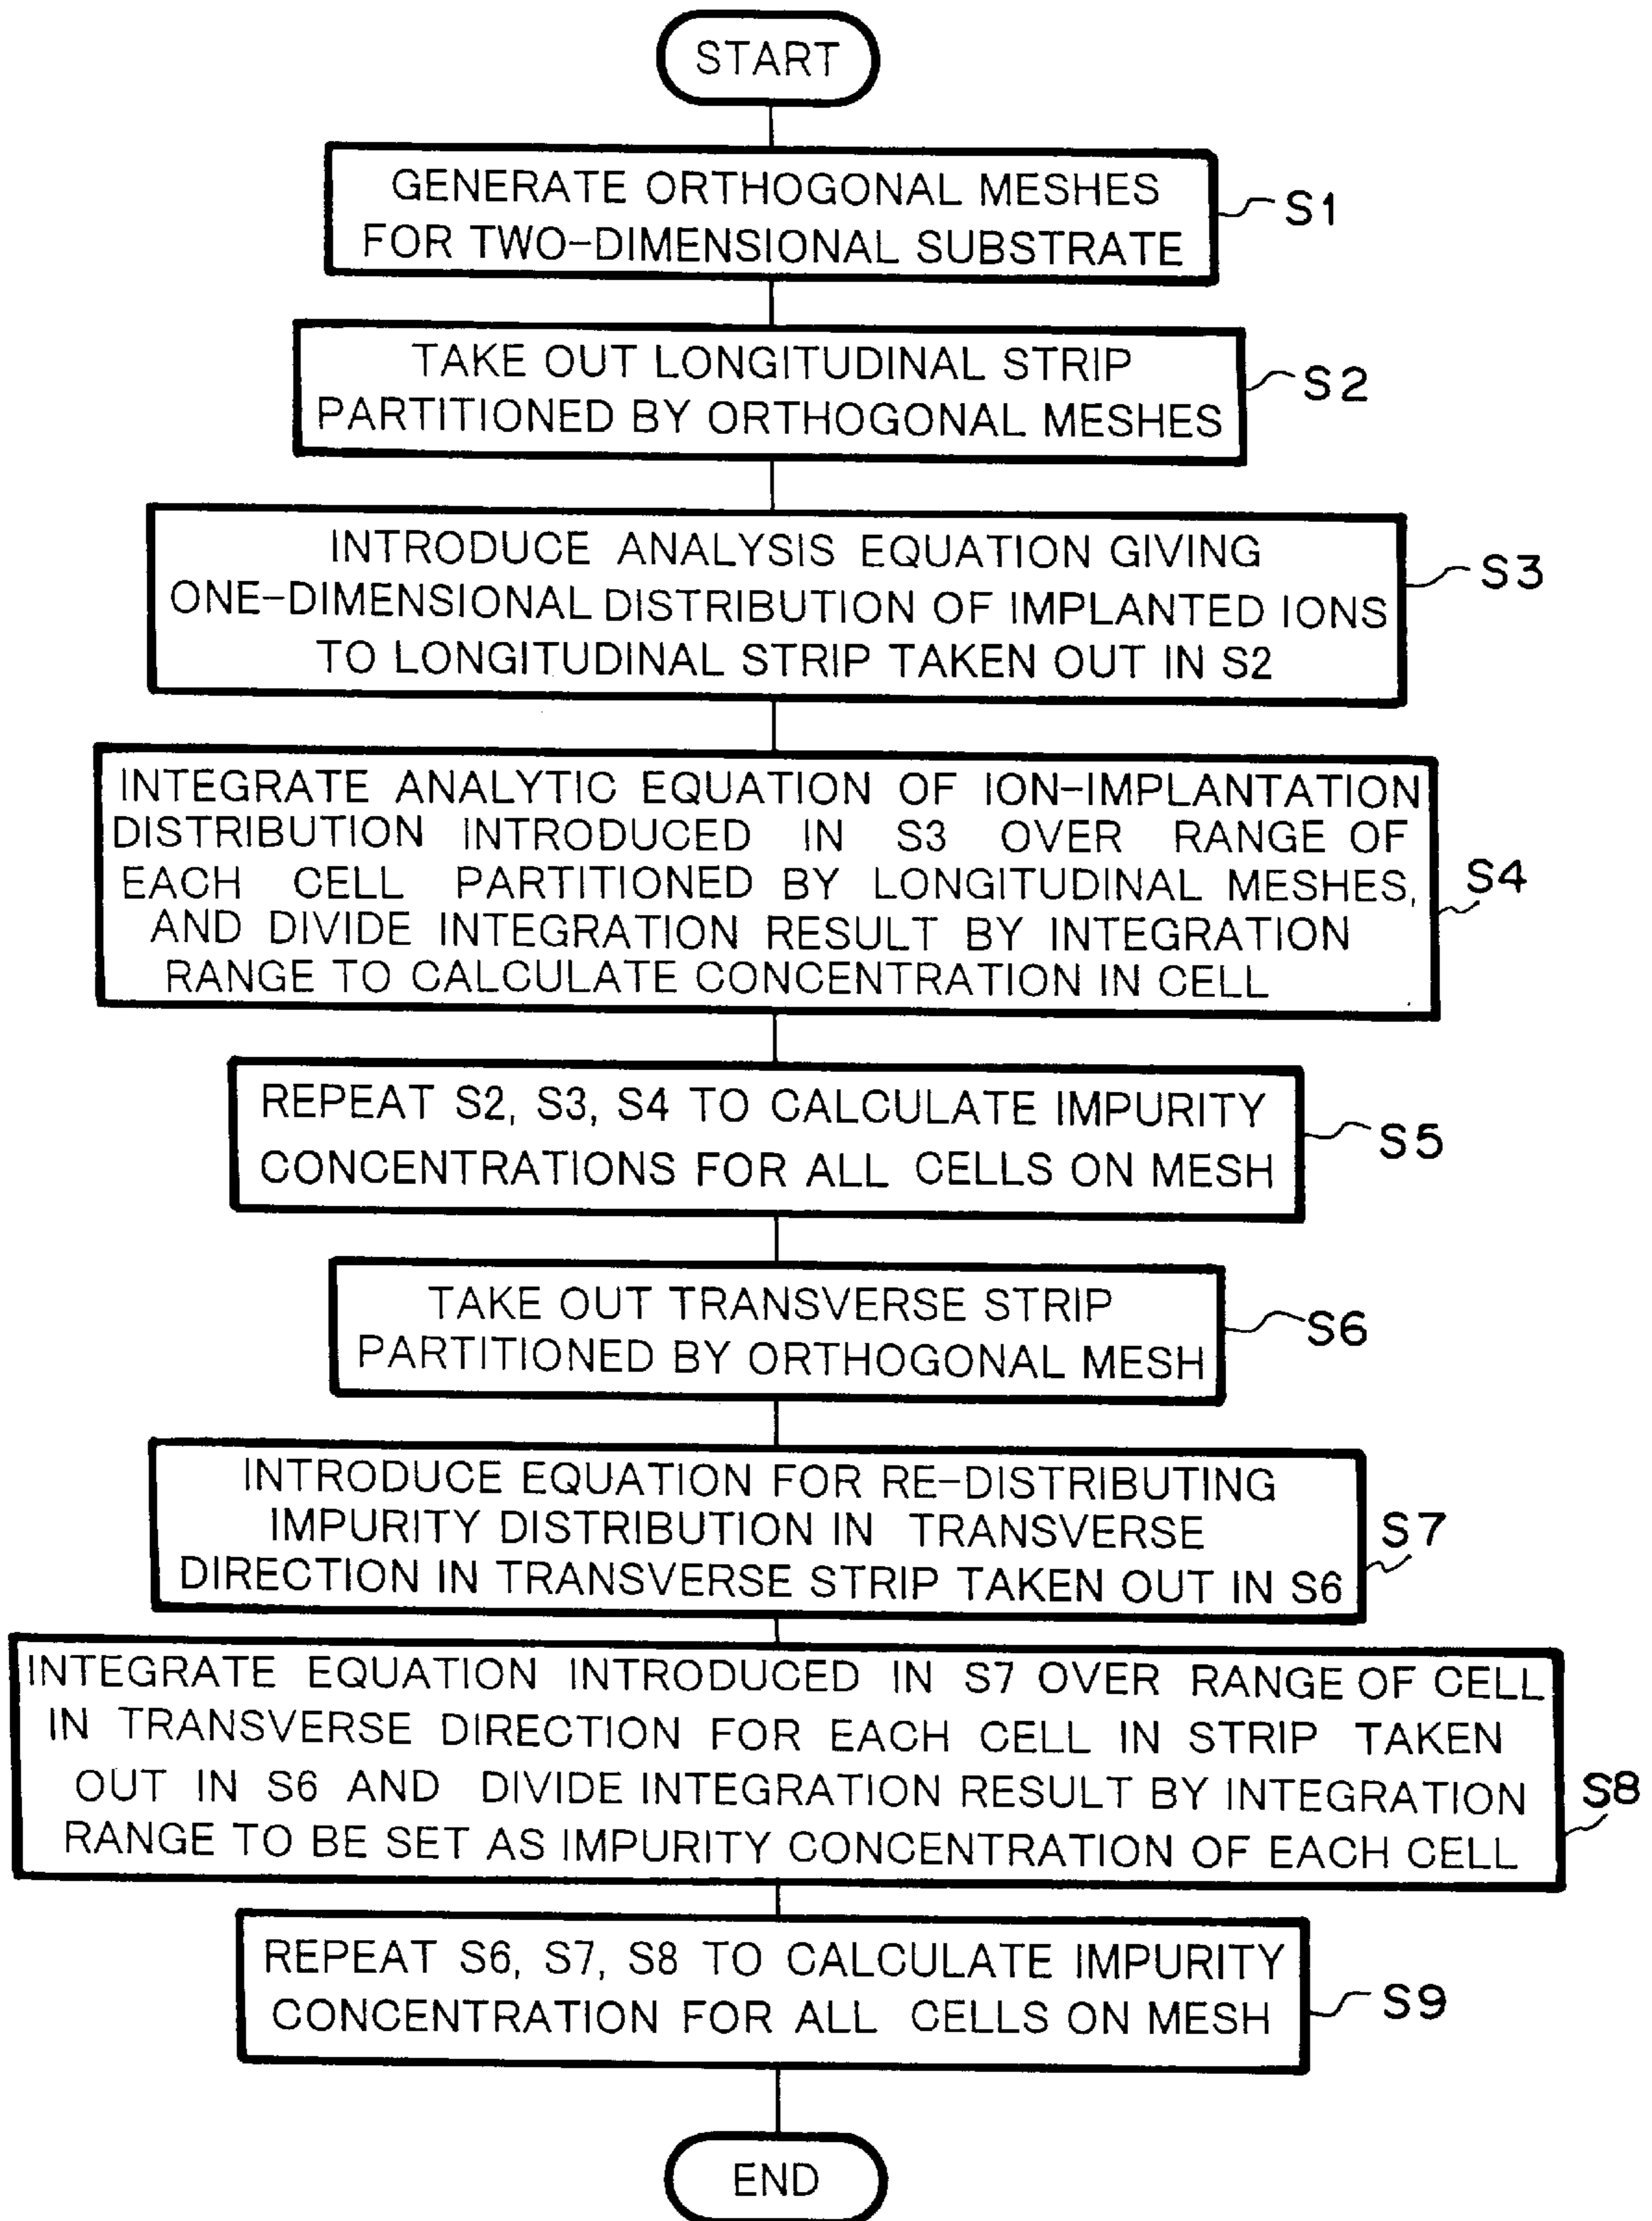 START
GENERATE ORTHOGONAL MESHES
FOR TWO-DIMENSIONAL SUBSTRATE
S1
TAKE OUT LONGITUDINAL STRIP
PARTITIONED BY ORTHOGONAL MESHES
S2
INTRODUCE ANALYSIS EQUATION GIVING
ONE-DIMENSIONAL DISTRIBUTION OF IMPLANTED IONS
TO LONGITUDINAL STRIP TAKEN OUT IN S2
S3
INTEGRATE ANALYTIC EQUATION OF ION-IMPLANTATION
DISTRIBUTION INTRODUCED IN S3 OVER RANGE OF
EACH CELL PARTITIONED BY LONGITUDINAL MESHES,
AND DIVIDE INTEGRATION RESULT BY INTEGRATION
RANGE TO CALCULATE CONCENTRATION IN CELL
S4
REPEAT S2, S3, S4 TO CALCULATE IMPURITY
CONCENTRATIONS FOR ALL CELLS ON MESH
S5
TAKE OUT TRANSVERSE STRIP
PARTITIONED BY ORTHOGONAL MESH
S6
INTRODUCE EQUATION FOR RE-DISTRIBUTING
IMPURITY DISTRIBUTION IN TRANSVERSE
DIRECTION IN TRANSVERSE STRIP TAKEN OUT IN S6
S7
INTEGRATE EQUATION INTRODUCED IN S7 OVER RANGE OF CELL
IN TRANSVERSE DIRECTION FOR EACH CELL IN STRIP TAKEN
OUT IN S6 AND DIVIDE INTEGRATION RESULT BY INTEGRATION
RANGE TO BE SET AS IMPURITY CONCENTRATION OF EACH CELL
S8
REPEAT S6, S7, S8 TO CALCULATE IMPURITY
CONCENTRATION FOR ALL CELLS ON MESH
S9
END